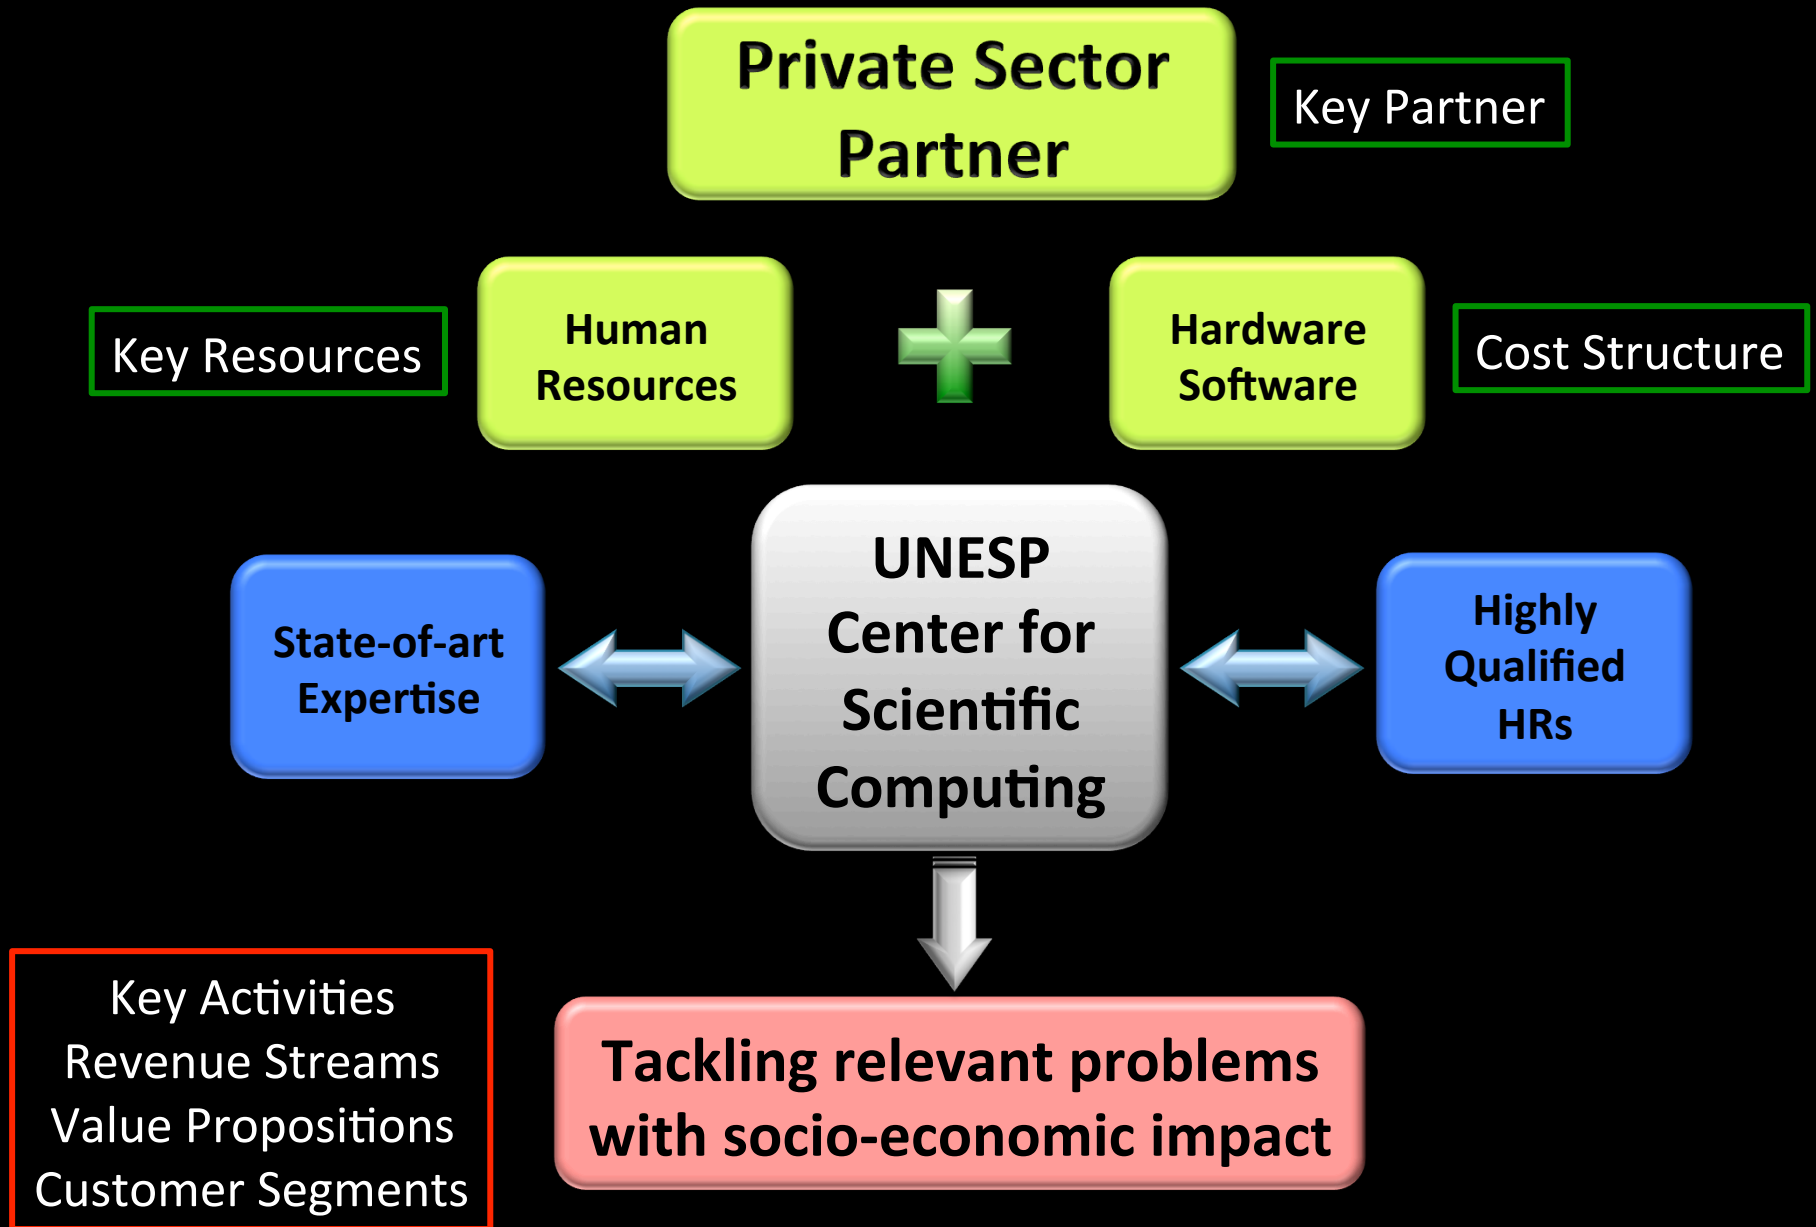 Private Sector
Partner
Key Partner
Key Resources
Human
Resources
Hardware
Software
Cost Structure
State-of-art
Expertise
UNESP
Center for
Scientific
Computing
Highly
Qualified
HRs
Key Activities
Revenue Streams
Value Propositions
Customer Segments
Tackling relevant problems
with socio-economic impact